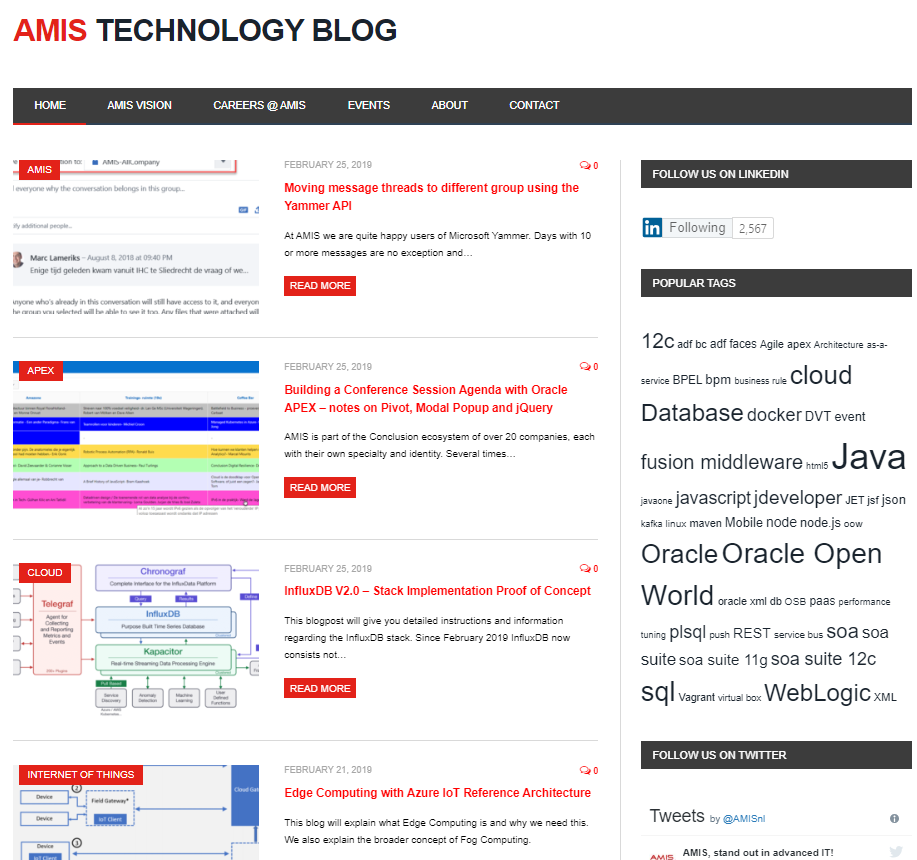 AMIS TECHNOLOGY BLOG
HOME AMIS VISION CAREERS @ AMIS EVENTS ABOUT CONTACT
AMIS
AMIS-AllCompany
everyone why the conversation belongs in this group...
ify additional people...
Marc Lameriks – August 8, 2018 at 09:40 PM
Enige tijd geleden kwam vanuit IHC te Sliedrecht de vraag of we...
Anyone who's already in this conversation will still have access to it, and everyon
he group you selected will be able to see it too. Any files that were attached will
FEBRUARY 25, 2019 0
Moving message threads to different group using the
Yammer API
At AMIS we are quite happy users of Microsoft Yammer. Days with 10
or more messages are no exception and…
READ MORE
APEX
FEBRUARY 25, 2019 0
Building a Conference Session Agenda with Oracle
APEX – notes on Pivot, Modal Popup and jQuery
AMIS is part of the Conclusion ecosystem of over 20 companies, each
with their own specialty and identity. Several times…
READ MORE
CLOUD
Chronograf
Complete Interface for the InfluxData Platform
Query Results
Telegraf
Agent for
Collecting and
Reporting
Metrics and
Events
InfluxDB
Purpose Built Time Series Database
Kapacitor
Real-time Streaming Data Processing Engine
Service
Discovery
Anomaly
Detection
Machine
Learning
User
Defined
Functions
FEBRUARY 25, 2019 0
InfluxDB V2.0 – Stack Implementation Proof of Concept
This blogpost will give you detailed instructions and information
regarding the InfluxDB stack. Since February 2019 InfluxDB now
consists not…
READ MORE
INTERNET OF THINGS
Device
Device
Device
2
Field Gateway*
IoT Client
Cloud Gat
3
IoT Client
FEBRUARY 21, 2019 0
Edge Computing with Azure IoT Reference Architecture
This blog will explain what Edge Computing is and why we need this.
We also explain the broader concept of Fog Computing.
FOLLOW US ON LINKEDIN
in Following 2,567
POPULAR TAGS
12c adf bc adf faces Agile apex Architecture as-a-
service BPEL bpm business rule cloud
Database docker DVT event
fusion middleware html5 Java
javaone javascript jdeveloper JET jsf json
kafka linux maven Mobile node node.js oow
Oracle Oracle Open
World oracle xml db OSB paas performance
tuning plsql push REST service bus soa soa
suite soa suite 11g soa suite 12c
sql Vagrant virtual box WebLogic XML
FOLLOW US ON TWITTER
Tweets by @AMISnl
AMIS AMIS, stand out in advanced IT!